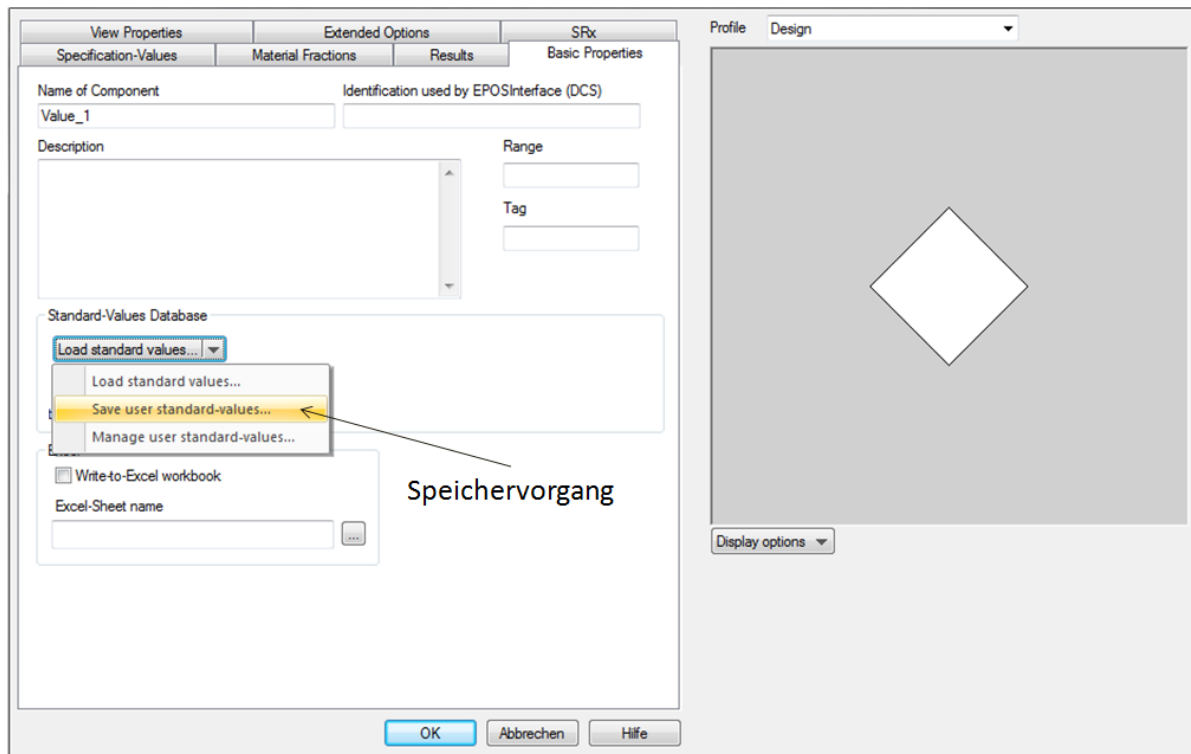 View Properties
Extended Options
SRx
Specification-Values
Material Fractions
Results
Basic Properties
Name of Component
Identification used by EPOSInterface (DCS)
Value_1
Description
Range
Tag
Standard-Values Database
Load standard values...
Load standard values...
Save user standard-values...
Manage user standard-values...
Write-to-Excel workbook
Speichervorgang
Excel-Sheet name
...
OK
Abbrechen
Hilfe
Profile
Design
Display options